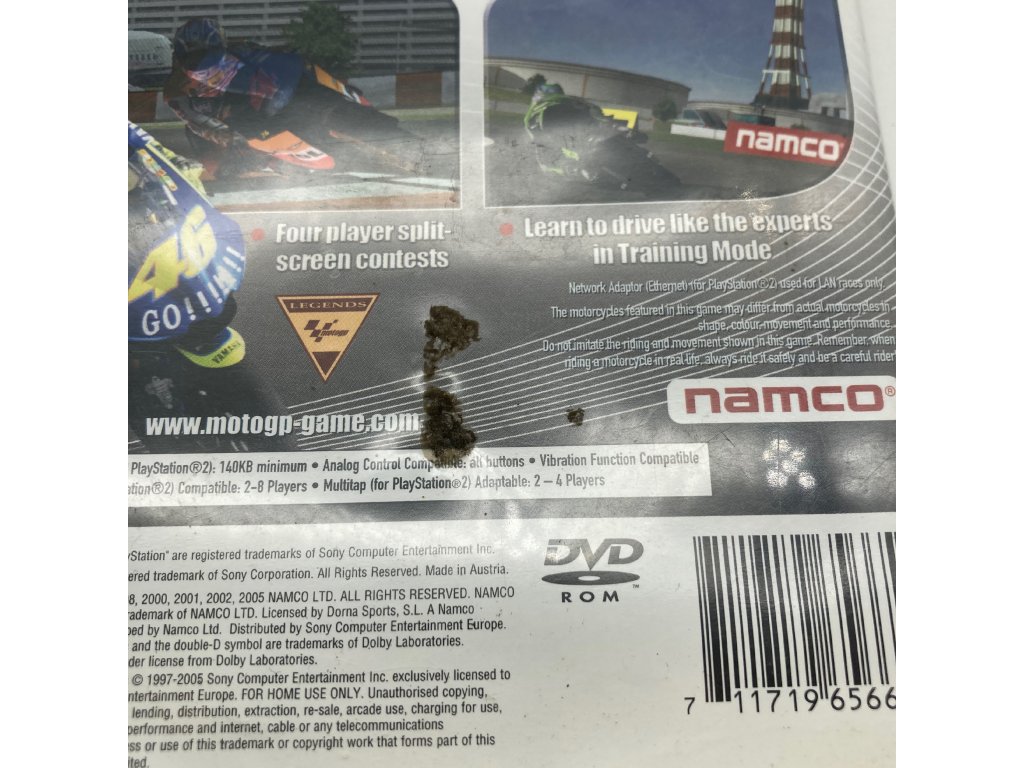 namco
Four player split-
screen contests
Learn to drive like the experts
in Training Mode
46
GO!!!!!
YAMAHA
LEGENDS
motogp
Network Adaptor (Ethernet) (for PlayStation®2) used for LAN races only.
The motorcycles featured in this game may differ from actual motorcycles in
shape, colour, movement and performance.
Do not imitate the riding and movement shown in this game. Remember, when
riding a motorcycle in real life, always ride it safely and be a careful rider
namco®
www.motogp-game.com
PlayStation®2): 140KB minimum • Analog Control Compatible: all buttons • Vibration Function Compatible
ation®2) Compatible: 2-8 Players • Multitap (for PlayStation®2) Adaptable: 2 – 4 Players
yStation" are registered trademarks of Sony Computer Entertainment Inc.
ered trademark of Sony Corporation. All Rights Reserved. Made in Austria.
8, 2000, 2001, 2002, 2005 NAMCO LTD. ALL RIGHTS RESERVED. NAMCO
rademark of NAMCO LTD. Licensed by Dorna Sports, S.L. A Namco
ped by Namco Ltd. Distributed by Sony Computer Entertainment Europe.
and the double-D symbol are trademarks of Dolby Laboratories.
der license from Dolby Laboratories.
© 1997-2005 Sony Computer Entertainment Inc. exclusively licensed to
ntertainment Europe. FOR HOME USE ONLY. Unauthorised copying,
lending, distribution, extraction, re-sale, arcade use, charging for use,
performance and internet, cable or any telecommunications
ss or use of this trademark or copyright work that forms part of this
ited.
DVD
ROM
™
7 11719 6566